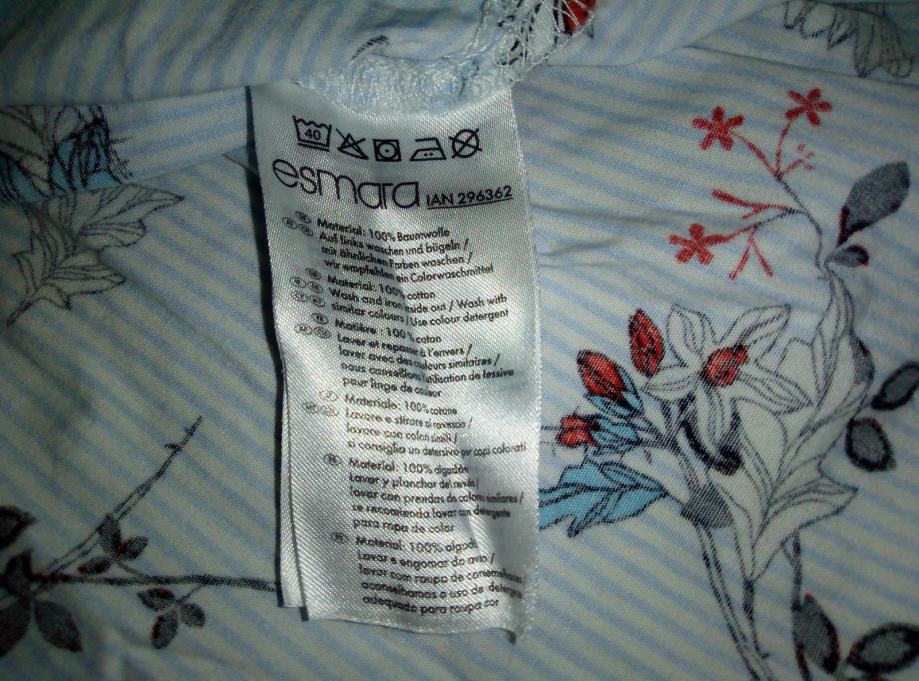 40
esmara IAN 296362
Material: 100% Baumwolle
Auf links waschen und bügeln /
mit ähnlichen Farben waschen /
wir empfehlen ein Colorwaschmittel
Material: 100% cotton
Wash and iron inside out / Wash with
similar colours / Use colour detergent
Matière: 100% coton
Laver et repasser à l'envers /
laver avec des couleurs similaires /
nous conseillons l'utilisation de lessive
pour linge de couleur
Materiale: 100% cotone
Lavare e stirare al rovescio /
lavare con colori simili /
si consiglia un detersivo per capi colorati
Material: 100% algodón
Lavar y planchar del revés /
lavar con prendas de colores similares /
se recomienda lavar con detergente
para ropa de color
Material: 100% algodão
Lavar e engomar do avesso /
lavar com roupa de cores
aconselhamos o uso de
adequado para roupa cor